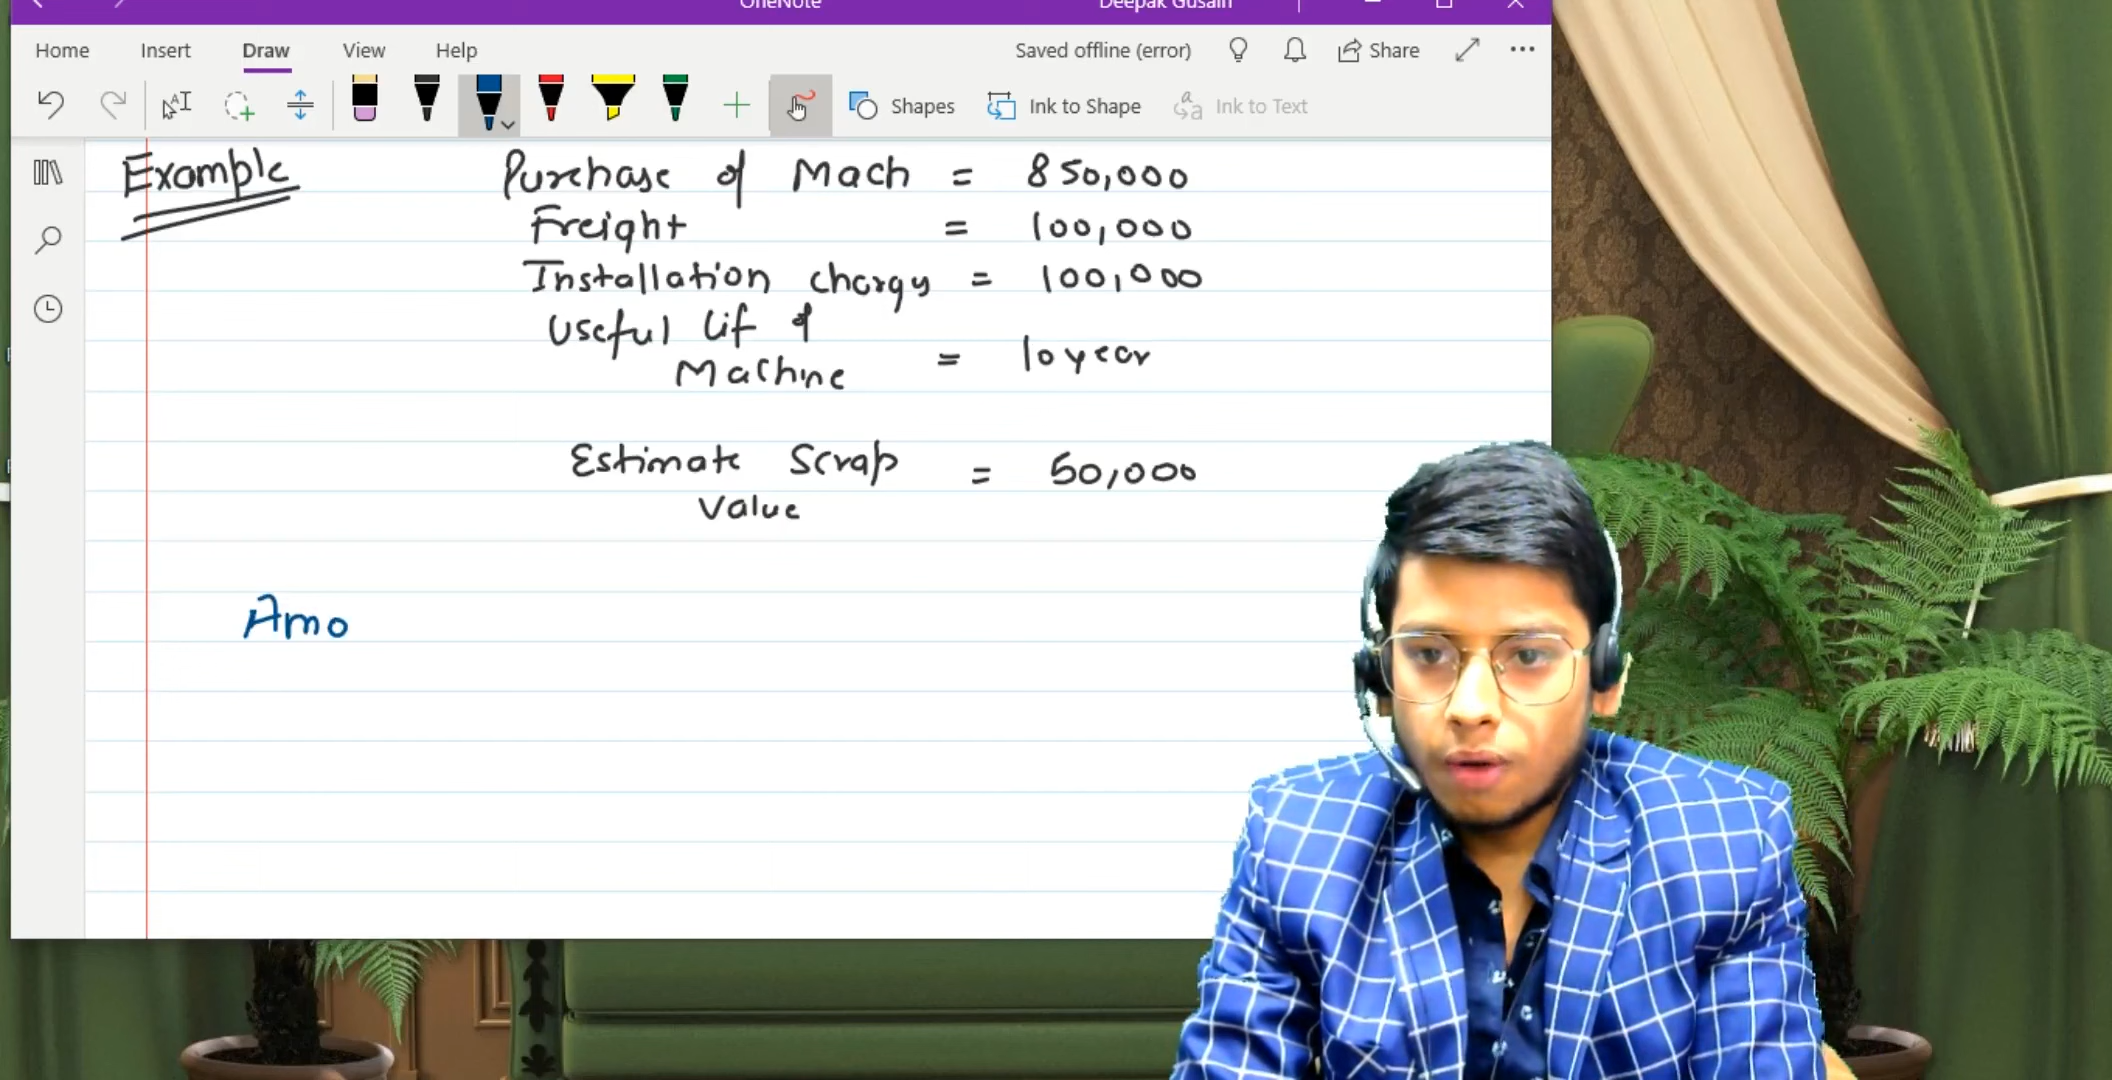 OneNote Deepak Gusain
Home Insert Draw View Help Saved offline (error) Share
Shapes Ink to Shape Ink to Text
Example Purchase of Mach = 850,000
Freight = 100,000
Installation chargy = 100,000
Useful lif of
Machine = 10 year
Estimate Scrap = 50,000
Value
Amo